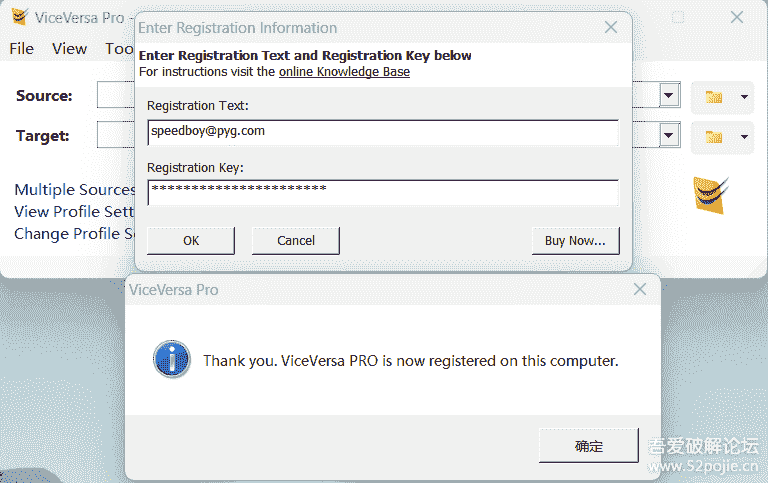 ViceVersa Pro -
File View Too
Source:
Target:
Multiple Sources
View Profile Sett
Change Profile Se
Enter Registration Information
Enter Registration Text and Registration Key below
For instructions visit the online Knowledge Base
Registration Text:
speedboy@pyg.com
Registration Key:
**********************
OK Cancel Buy Now...
ViceVersa Pro
Thank you. ViceVersa PRO is now registered on this computer.
确定
吾爱破解论坛
www.52pojie.cn